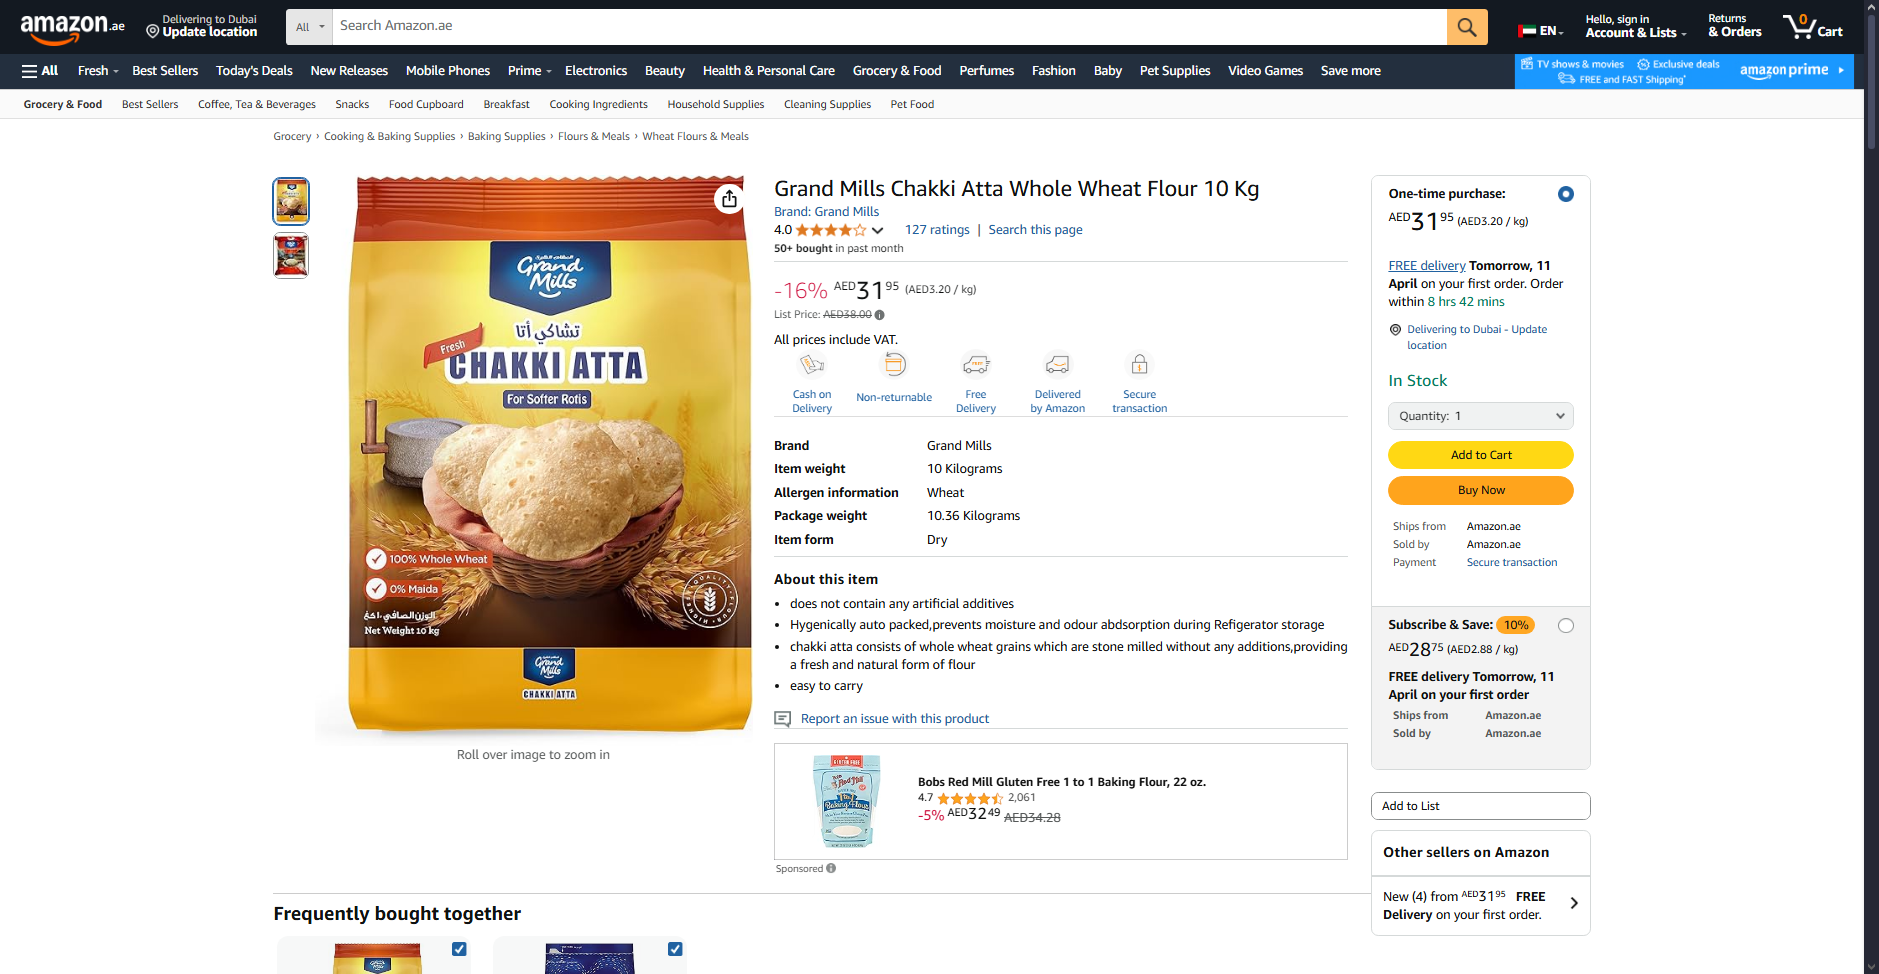 amazon.ae
Delivering to Dubai
Update location
All
Search Amazon.ae
EN
Hello, sign in
Account & Lists
Returns
& Orders
0
Cart
All
Fresh
Best Sellers
Today's Deals
New Releases
Mobile Phones
Prime
Electronics
Beauty
Health & Personal Care
Grocery & Food
Perfumes
Fashion
Baby
Pet Supplies
Video Games
Save more
TV shows & movies
Exclusive deals
FREE and FAST Shipping*
amazon prime
Grocery & Food
Best Sellers
Coffee, Tea & Beverages
Snacks
Food Cupboard
Breakfast
Cooking Ingredients
Household Supplies
Cleaning Supplies
Pet Food
Grocery › Cooking & Baking Supplies › Baking Supplies › Flours & Meals › Wheat Flours & Meals
Grand
Mills
تشاكي أتا
Fresh
CHAKKI ATTA
For Softer Rotis
100% Whole Wheat
0% Maida
الوزن الصافي ١٠ كغ
Net Weight 10 kg
Grand
Mills
CHAKKI ATTA
Roll over image to zoom in
Grand Mills Chakki Atta Whole Wheat Flour 10 Kg
Brand: Grand Mills
4.0
127 ratings | Search this page
50+ bought in past month
-16% AED3195 (AED3.20 / kg)
List Price: AED38.00
All prices include VAT.
Cash on
Delivery
Non-returnable
Free
Delivery
Delivered
by Amazon
Secure
transaction
Brand Grand Mills
Item weight 10 Kilograms
Allergen information Wheat
Package weight 10.36 Kilograms
Item form Dry
About this item
• does not contain any artificial additives
• Hygenically auto packed,prevents moisture and odour abdsorption during Refigerator storage
• chakki atta consists of whole wheat grains which are stone milled without any additions,providing
a fresh and natural form of flour
• easy to carry
Report an issue with this product
GLUTEN FREE
Bob's
Red Mill
1 to 1
Baking Flour
Bobs Red Mill Gluten Free 1 to 1 Baking Flour, 22 oz.
4.7 2,061
-5% AED3249 AED34.28
Sponsored
One-time purchase:
AED3195 (AED3.20 / kg)
FREE delivery Tomorrow, 11
April on your first order. Order
within 8 hrs 42 mins
Delivering to Dubai - Update
location
In Stock
Quantity: 1
Add to Cart
Buy Now
Ships from Amazon.ae
Sold by Amazon.ae
Payment Secure transaction
Subscribe & Save: 10%
AED2875 (AED2.88 / kg)
FREE delivery Tomorrow, 11
April on your first order
Ships from Amazon.ae
Sold by Amazon.ae
Add to List
Other sellers on Amazon
New (4) from AED3195 FREE
Delivery on your first order.
Frequently bought together